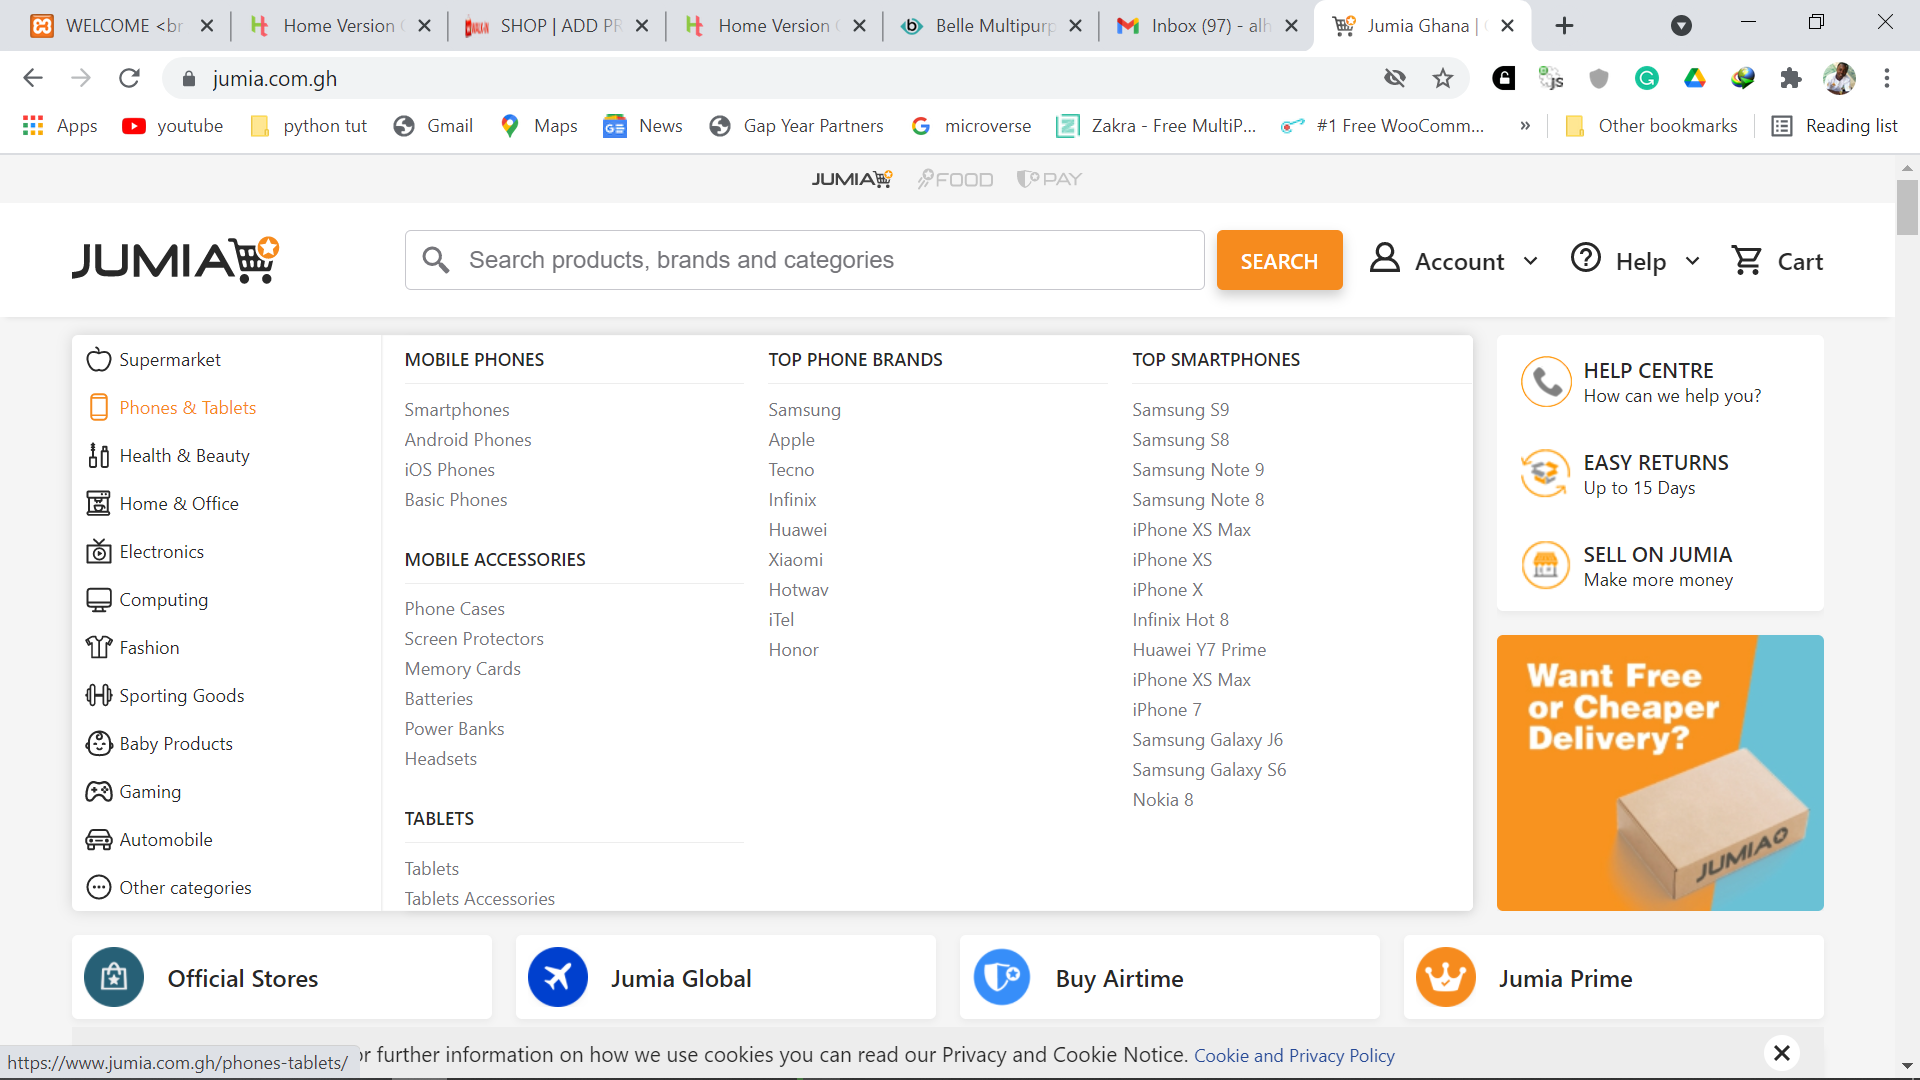 WELCOME <br
Home Version
SHOP | ADD PR
Home Version
Belle Multipurp
Inbox (97) - alh
Jumia Ghana |
jumia.com.gh
Apps
youtube
python tut
Gmail
Maps
News
Gap Year Partners
microverse
Zakra - Free MultiP...
#1 Free WooComm...
»
Other bookmarks
Reading list
JUMIA
FOOD
PAY
JUMIA
Search products, brands and categories
SEARCH
Account
Help
Cart
Supermarket
Phones & Tablets
Health & Beauty
Home & Office
Electronics
Computing
Fashion
Sporting Goods
Baby Products
Gaming
Automobile
Other categories
MOBILE PHONES
Smartphones
Android Phones
iOS Phones
Basic Phones
MOBILE ACCESSORIES
Phone Cases
Screen Protectors
Memory Cards
Batteries
Power Banks
Headsets
TABLETS
Tablets
Tablets Accessories
TOP PHONE BRANDS
Samsung
Apple
Tecno
Infinix
Huawei
Xiaomi
Hotwav
iTel
Honor
TOP SMARTPHONES
Samsung S9
Samsung S8
Samsung Note 9
Samsung Note 8
iPhone XS Max
iPhone XS
iPhone X
Infinix Hot 8
Huawei Y7 Prime
iPhone XS Max
iPhone 7
Samsung Galaxy J6
Samsung Galaxy S6
Nokia 8
HELP CENTRE
How can we help you?
EASY RETURNS
Up to 15 Days
SELL ON JUMIA
Make more money
Want Free
or Cheaper
Delivery?
JUMIA
Official Stores
Jumia Global
Buy Airtime
Jumia Prime
or further information on how we use cookies you can read our Privacy and Cookie Notice. Cookie and Privacy Policy
https://www.jumia.com.gh/phones-tablets/